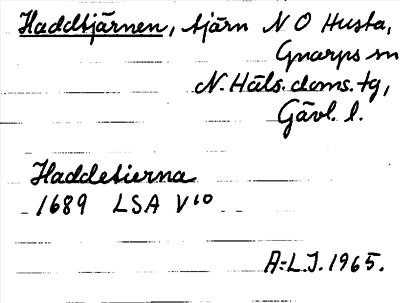 Haddtjärnen, tjärn N O Husta,
Gnarps sn
N. Häls. doms. tg,
Gävl. l.
Haddetierna
1689 LSA V10
A.-L.J. 1965.